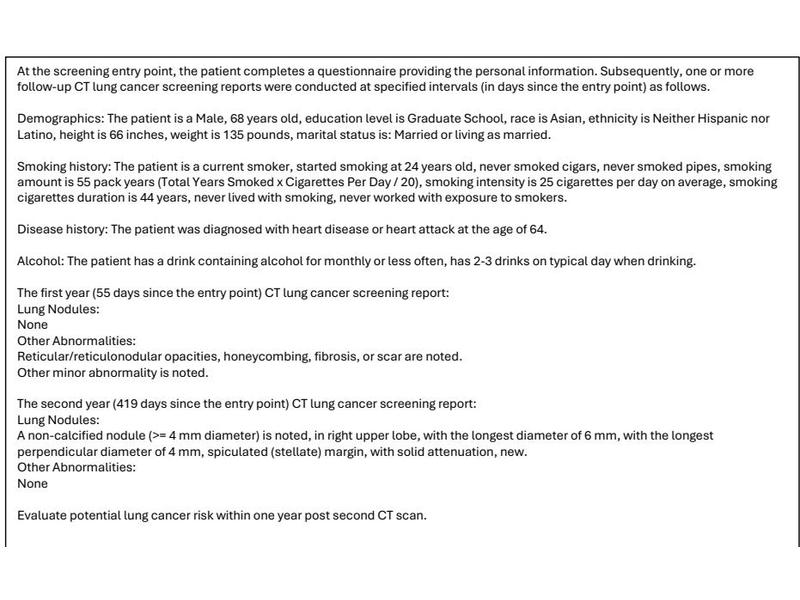 At the screening entry point, the patient completes a questionnaire providing the personal information. Subsequently, one or more
follow-up CT lung cancer screening reports were conducted at specified intervals (in days since the entry point) as follows.
Demographics: The patient is a Male, 68 years old, education level is Graduate School, race is Asian, ethnicity is Neither Hispanic nor
Latino, height is 66 inches, weight is 135 pounds, marital status is: Married or living as married.
Smoking history: The patient is a current smoker, started smoking at 24 years old, never smoked cigars, never smoked pipes, smoking
amount is 55 pack years (Total Years Smoked x Cigarettes Per Day / 20), smoking intensity is 25 cigarettes per day on average, smoking
cigarettes duration is 44 years, never lived with smoking, never worked with exposure to smokers.
Disease history: The patient was diagnosed with heart disease or heart attack at the age of 64.
Alcohol: The patient has a drink containing alcohol for monthly or less often, has 2-3 drinks on typical day when drinking.
The first year (55 days since the entry point) CT lung cancer screening report:
Lung Nodules:
None
Other Abnormalities:
Reticular/reticulonodular opacities, honeycombing, fibrosis, or scar are noted.
Other minor abnormality is noted.
The second year (419 days since the entry point) CT lung cancer screening report:
Lung Nodules:
A non-calcified nodule (>= 4 mm diameter) is noted, in right upper lobe, with the longest diameter of 6 mm, with the longest
perpendicular diameter of 4 mm, spiculated (stellate) margin, with solid attenuation, new.
Other Abnormalities:
None
Evaluate potential lung cancer risk within one year post second CT scan.